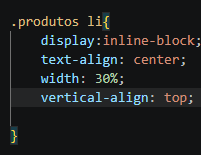 .produtos li{
display:inline-block;
text-align: center;
width: 30%;
vertical-align: top;
}